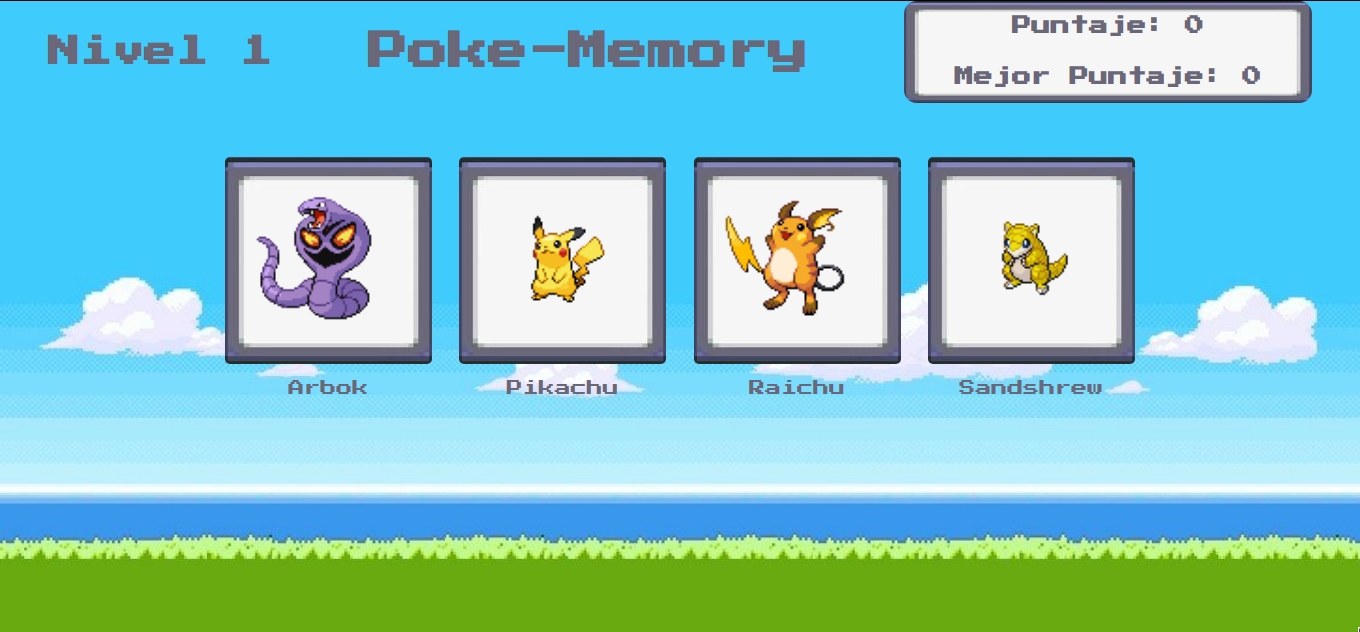 Nivel 1
Poke-Memory
Puntaje: 0
Mejor Puntaje: 0
Arbok
Pikachu
Raichu
Sandshrew